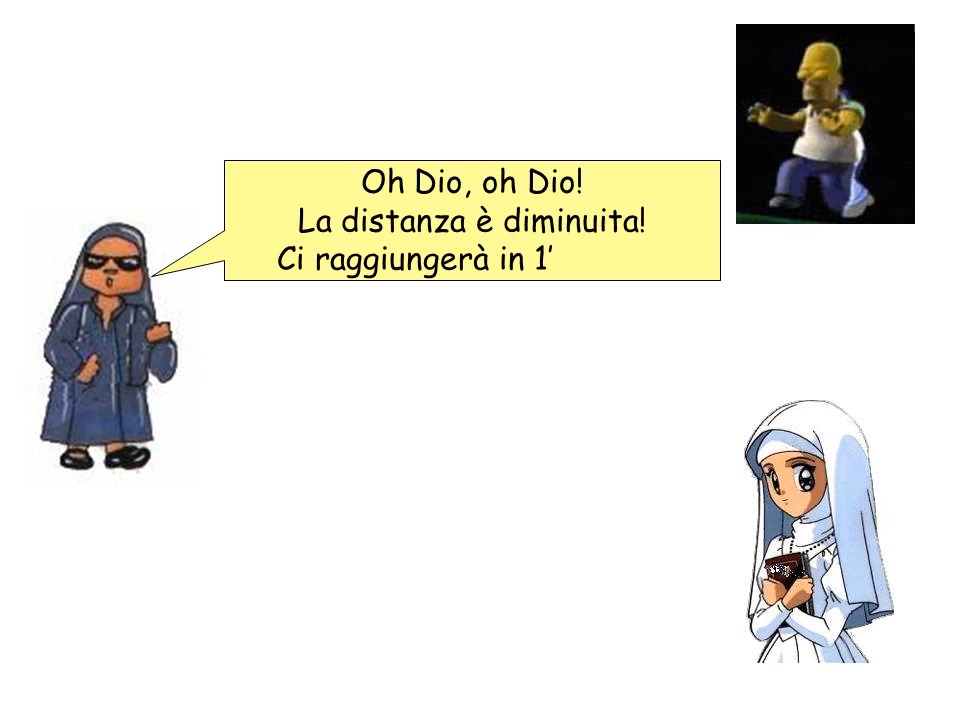 Oh Dio, oh Dio!
La distanza è diminuita!
Ci raggiungerà in 1’